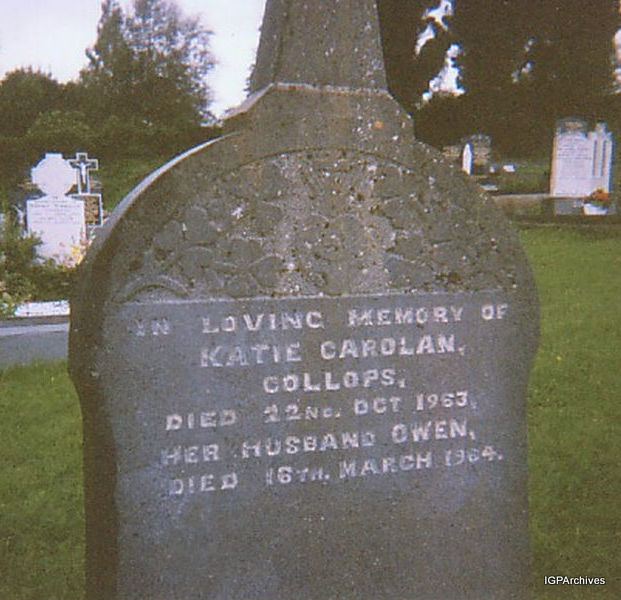 IN LOVING MEMORY OF
KATIE CAROLAN,
COLLOPS,
DIED 22ND. OCT 1963,
HER HUSBAND OWEN,
DIED 16TH. MARCH 1964.
IGPArchives